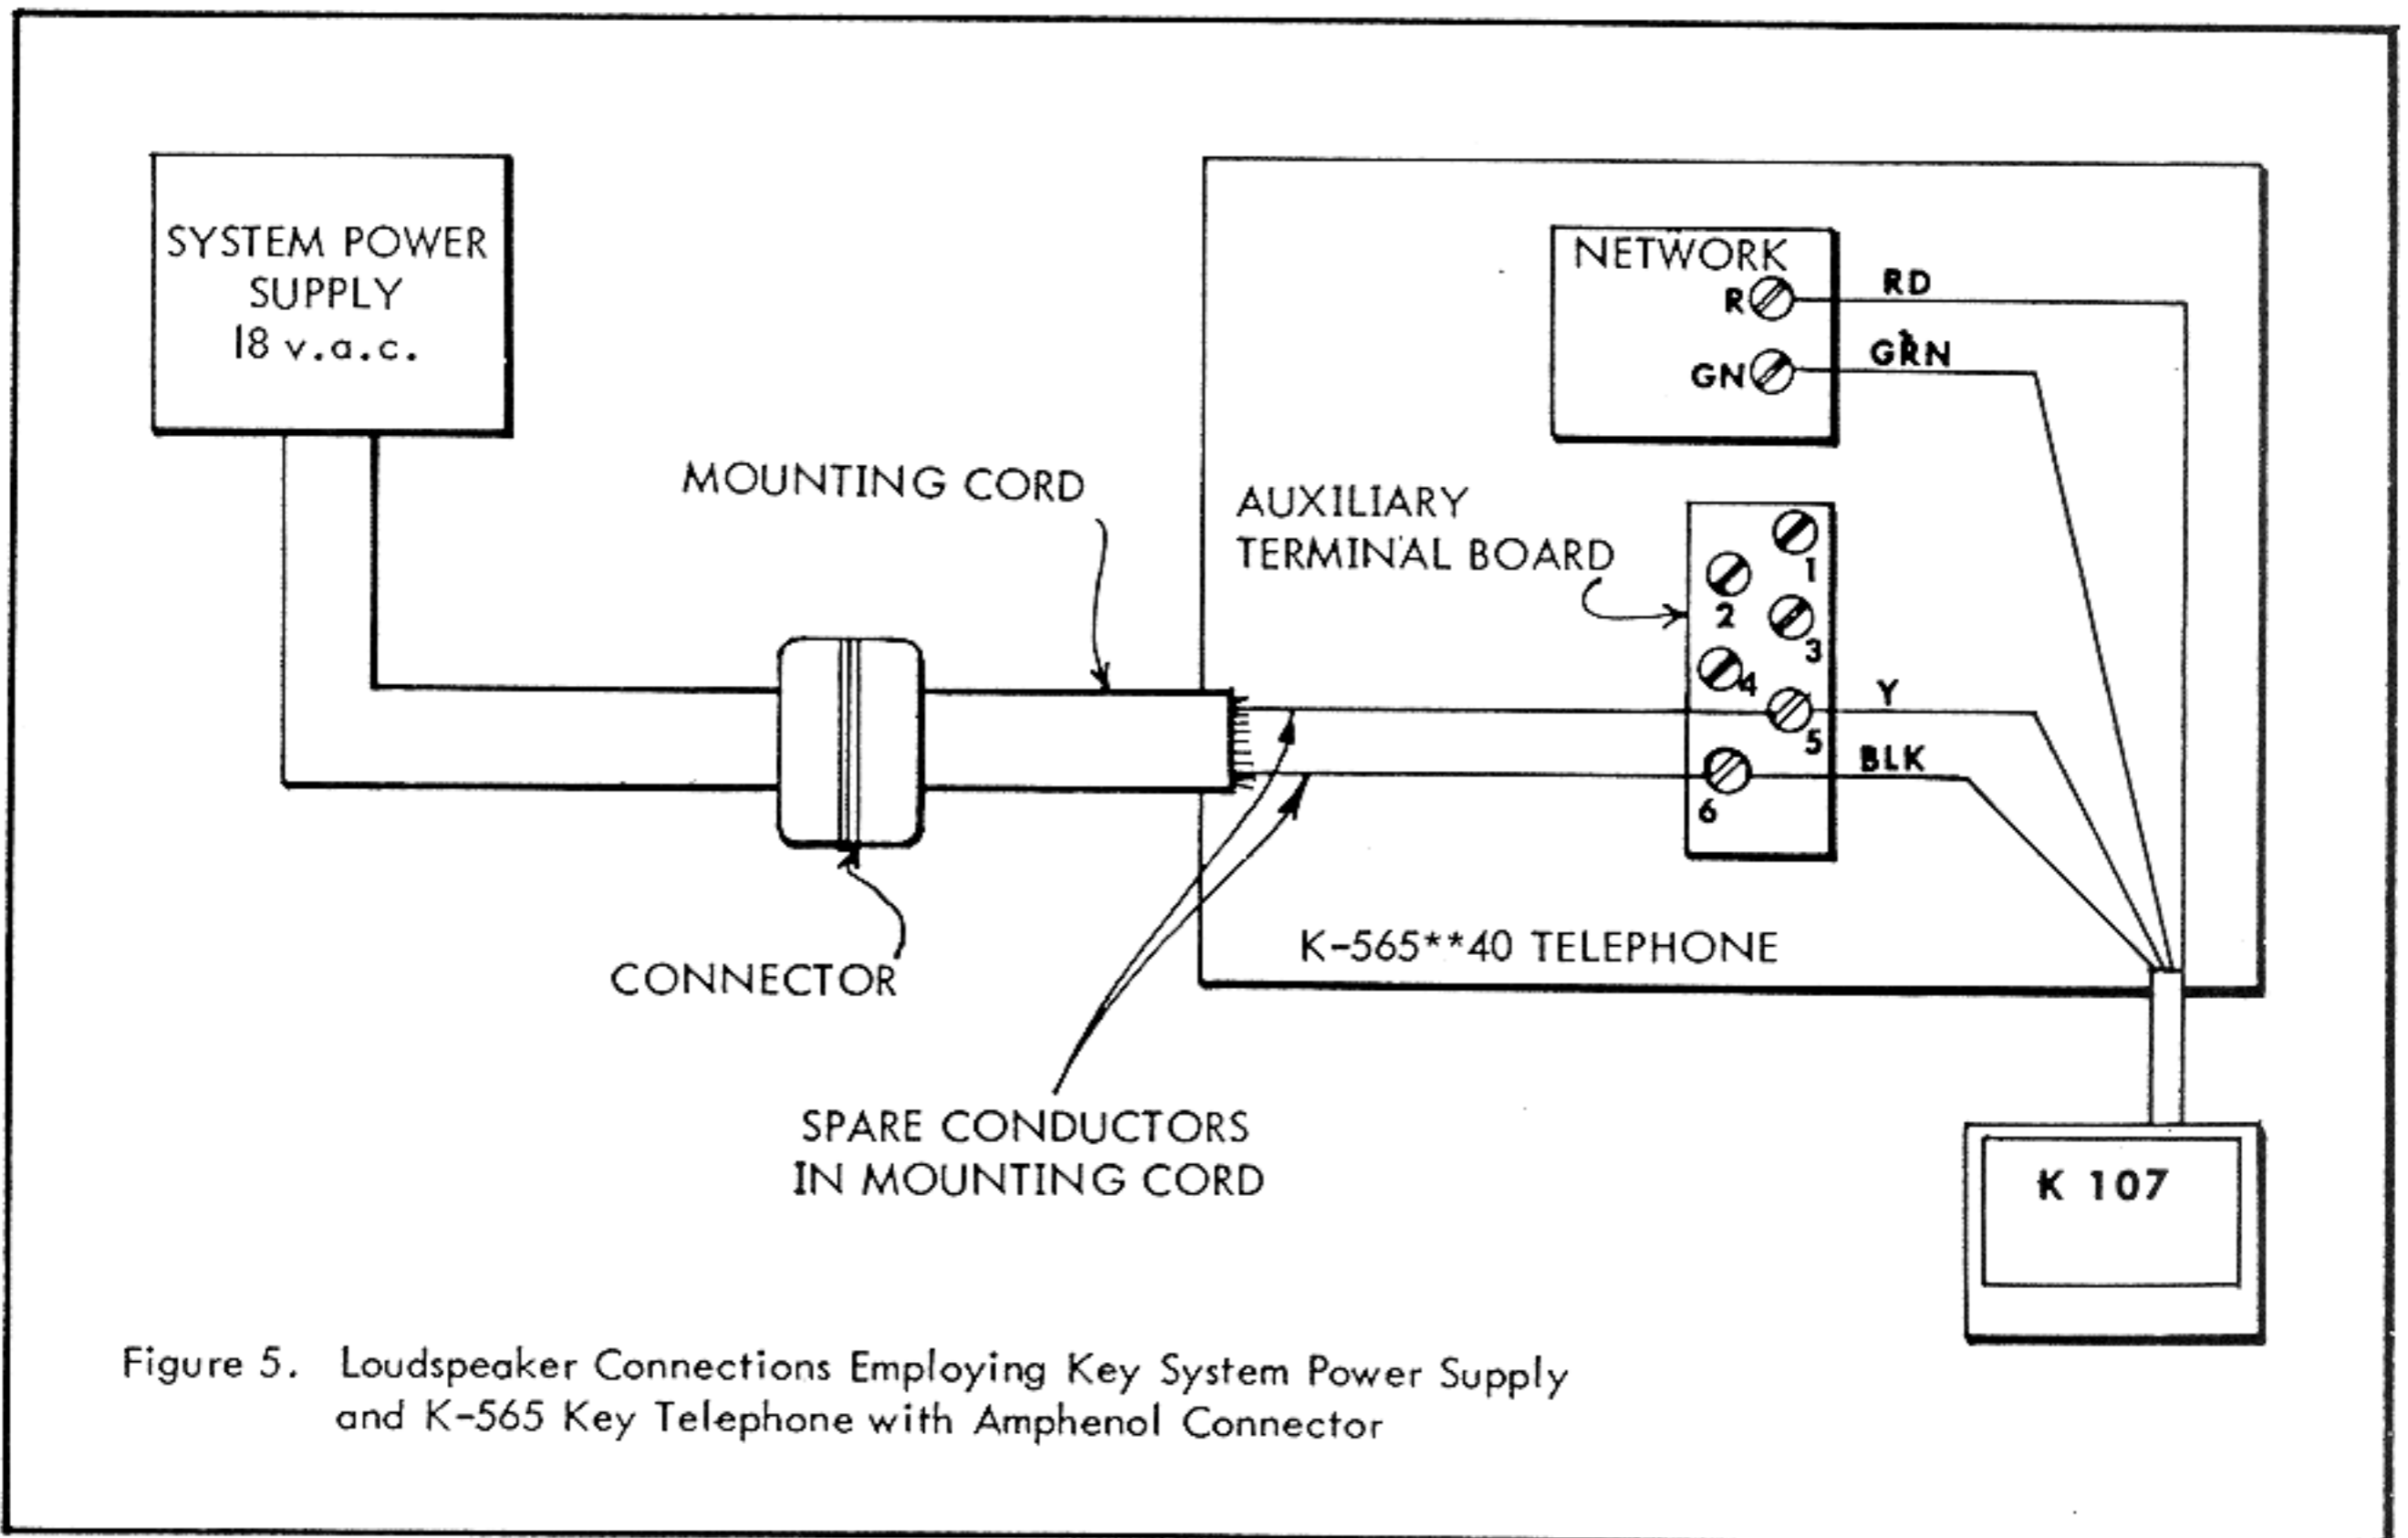 SYSTEM POWER
SUPPLY
18 v.a.c.
NETWORK
R
RD
GN
GRN
MOUNTING CORD
AUXILIARY
TERMINAL BOARD
1
2
3
4
5
6
Y
BLK
CONNECTOR
K-565**40 TELEPHONE
SPARE CONDUCTORS
IN MOUNTING CORD
K 107
Figure 5. Loudspeaker Connections Employing Key System Power Supply
and K-565 Key Telephone with Amphenol Connector